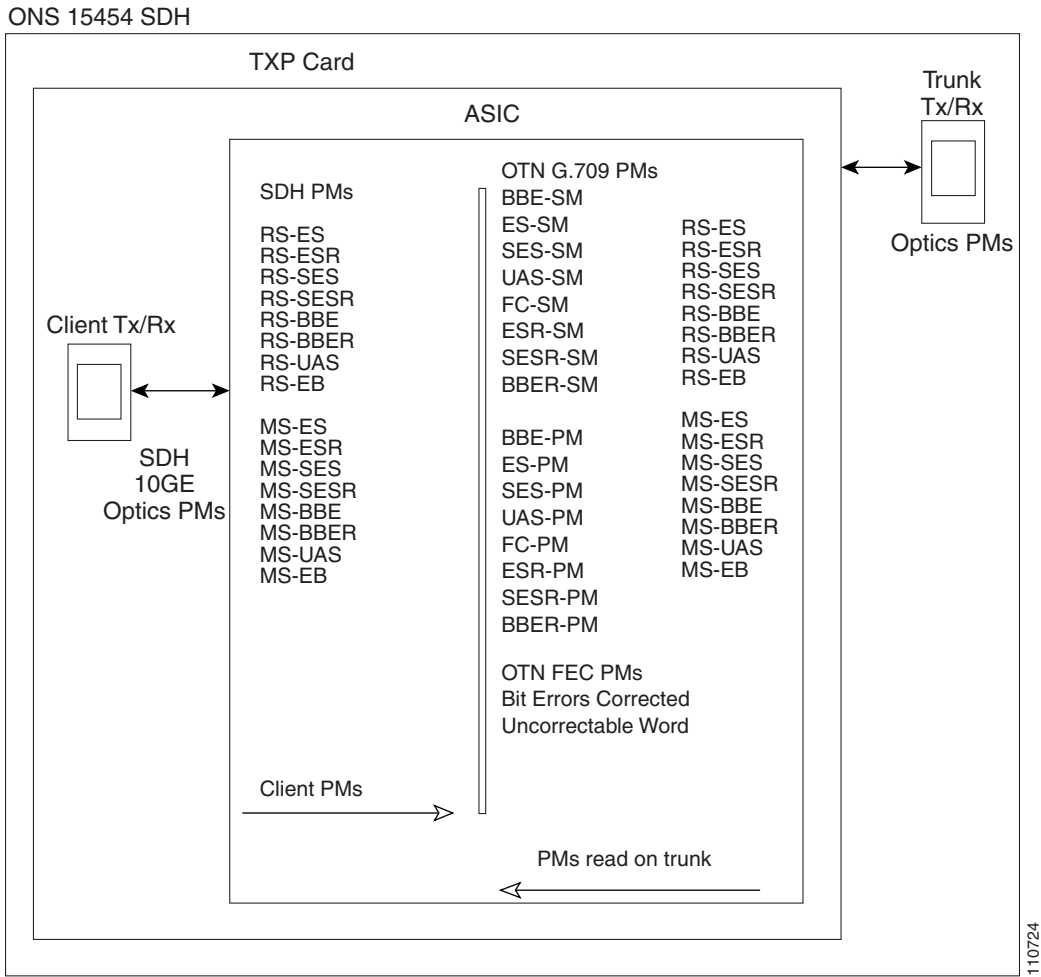 ONS 15454 SDH
TXP Card
ASIC
Trunk
Tx/Rx
Optics PMs
Client Tx/Rx
SDH
10GE
Optics PMs
SDH PMs
RS-ES
RS-ESR
RS-SES
RS-SESR
RS-BBE
RS-BBER
RS-UAS
RS-EB
MS-ES
MS-ESR
MS-SES
MS-SESR
MS-BBE
MS-BBER
MS-UAS
MS-EB
OTN G.709 PMs
BBE-SM
ES-SM
SES-SM
UAS-SM
FC-SM
ESR-SM
SESR-SM
BBER-SM
BBE-PM
ES-PM
SES-PM
UAS-PM
FC-PM
ESR-PM
SESR-PM
BBER-PM
OTN FEC PMs
Bit Errors Corrected
Uncorrectable Word
RS-ES
RS-ESR
RS-SES
RS-SESR
RS-BBE
RS-BBER
RS-UAS
RS-EB
MS-ES
MS-ESR
MS-SES
MS-SESR
MS-BBE
MS-BBER
MS-UAS
MS-EB
Client PMs
PMs read on trunk
110724